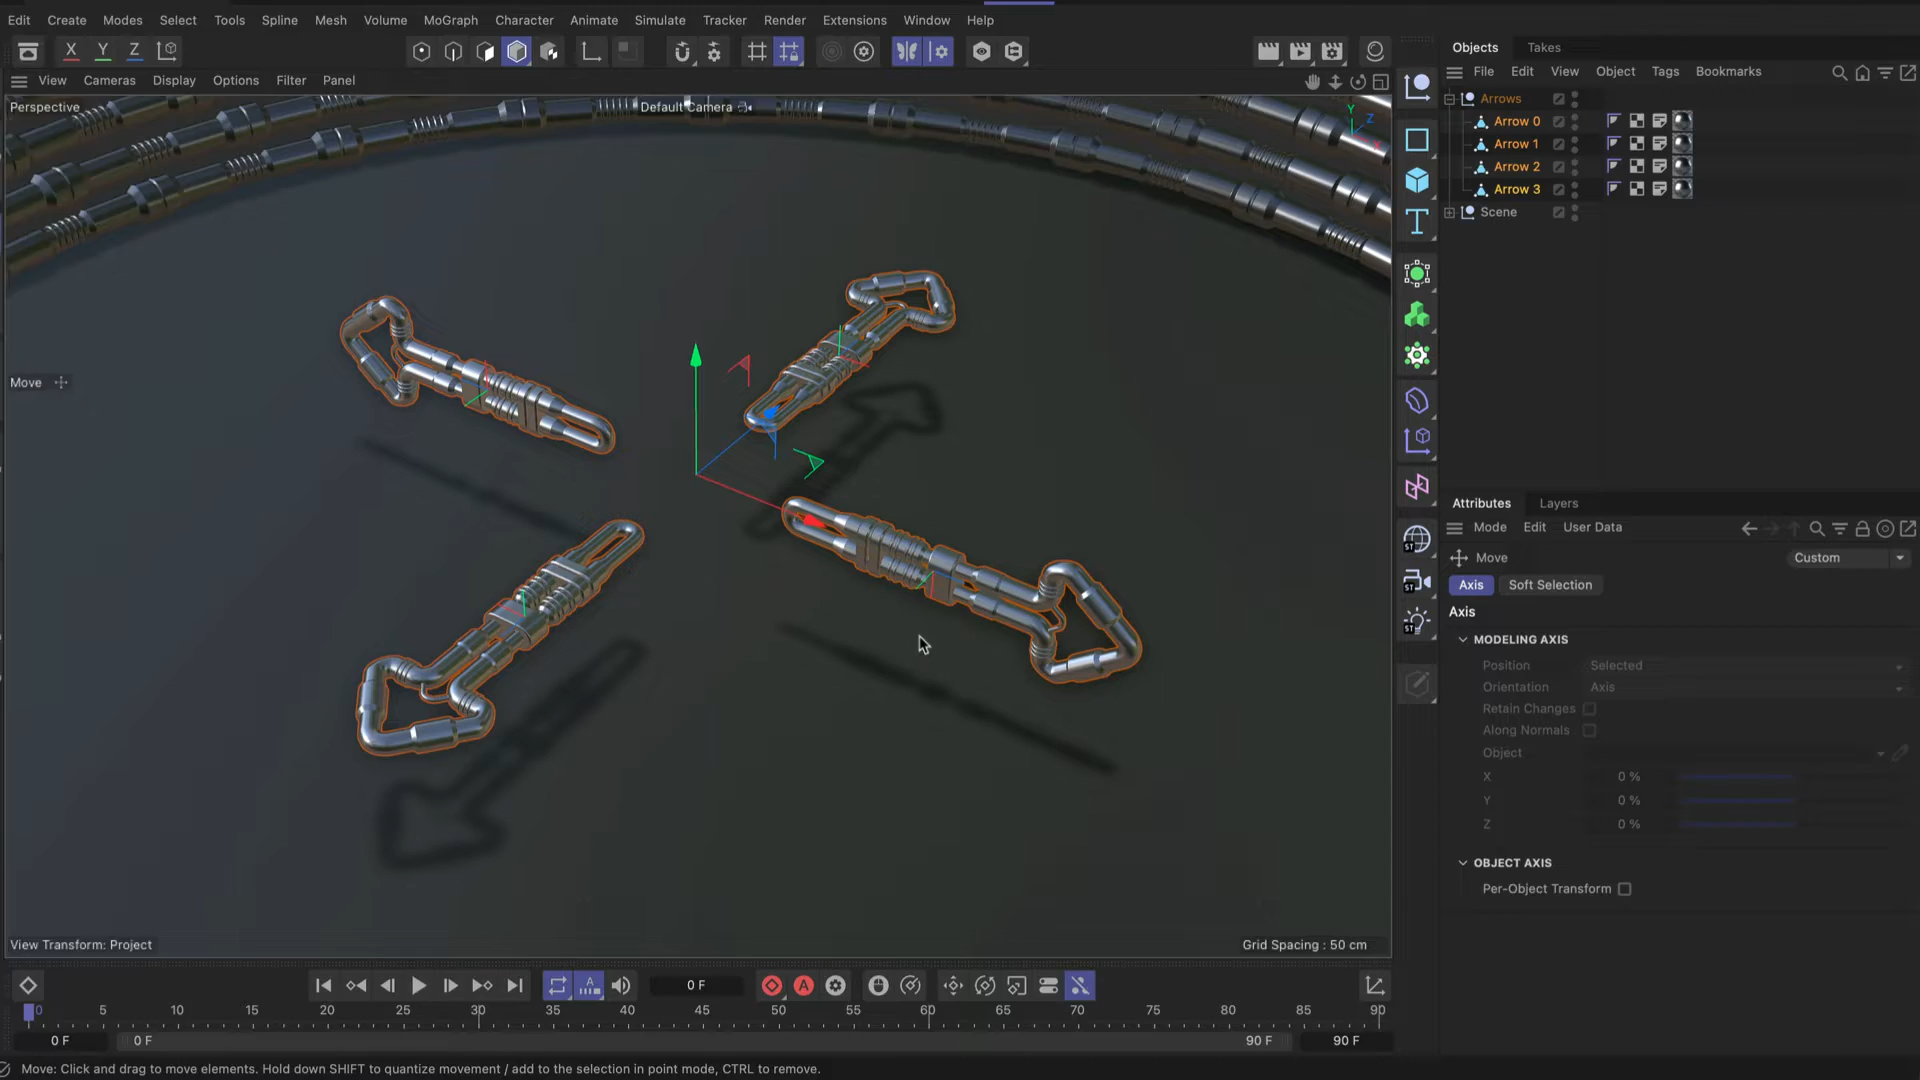 Edit Create Modes Select Tools Spline Mesh Volume MoGraph Character Animate Simulate Tracker Render Extensions Window Help
X Y Z
Objects Takes
File Edit View Object Tags Bookmarks
View Cameras Display Options Filter Panel
Perspective
Default Camera
Y
Z
X
Arrows
Arrow 0
Arrow 1
Arrow 2
Arrow 3
Scene
T
Move
ST
ST
ST
Attributes Layers
Mode Edit User Data
Move Custom
Axis Soft Selection
Axis
MODELING AXIS
Position Selected
Orientation Axis
Retain Changes
Along Normals
Object
X 0 %
Y 0 %
Z 0 %
OBJECT AXIS
Per-Object Transform
View Transform: Project
Grid Spacing : 50 cm
A
0 F
A
0 5 10 15 20 25 30 35 40 45 50 55 60 65 70 75 80 85 90
0 F 0 F 90 F 90 F
Move: Click and drag to move elements. Hold down SHIFT to quantize movement / add to the selection in point mode, CTRL to remove.